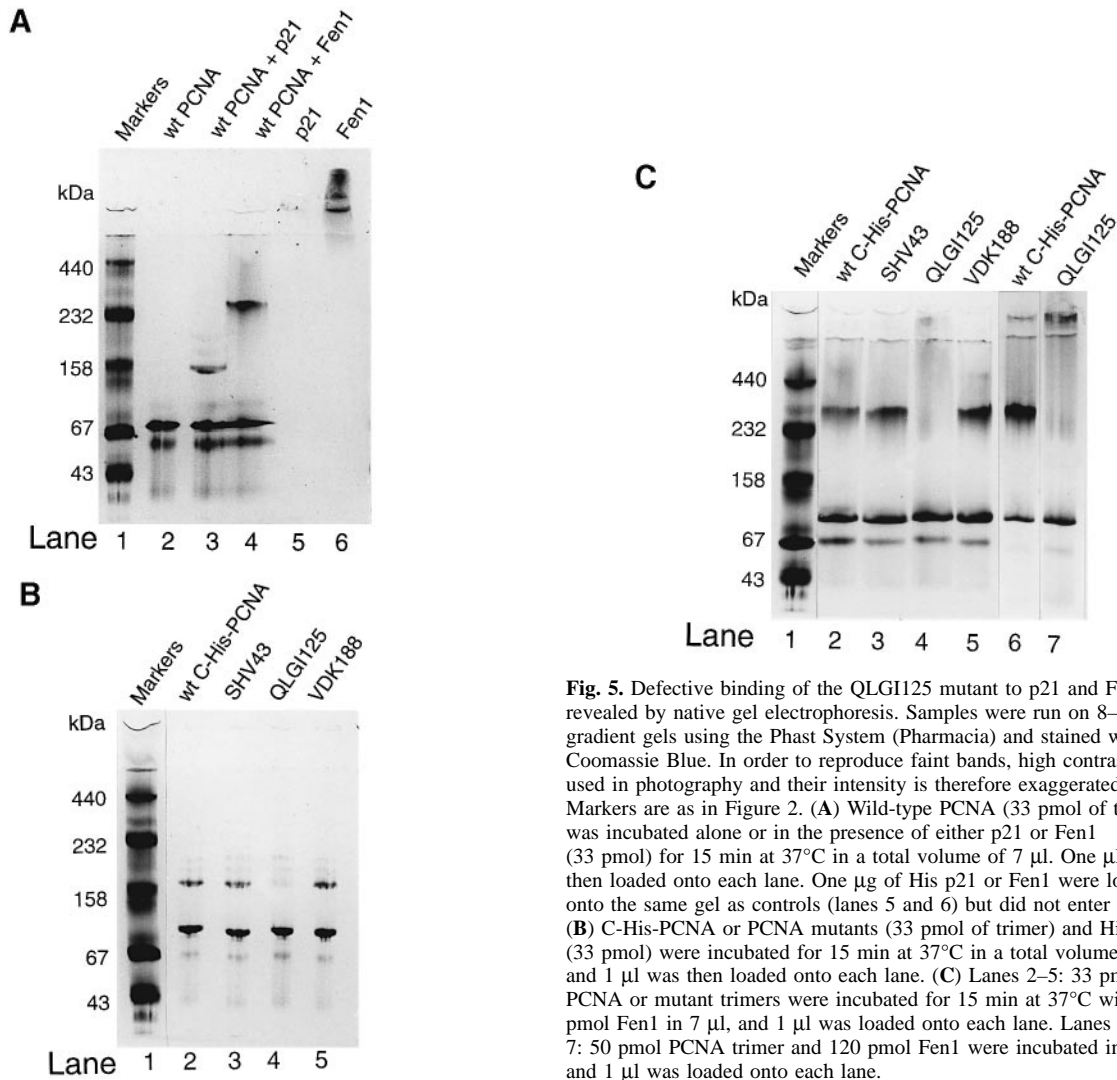 A
Markers
wt PCNA
wt PCNA + p21
wt PCNA + Fen1
p21
Fen1
kDa
440
232
158
67
43
Lane 1 2 3 4 5 6
B
Markers
wt C-His-PCNA
SHV43
QLGI125
VDK188
kDa
440
232
158
67
43
Lane 1 2 3 4 5
C
Markers
wt C-His-PCNA
SHV43
QLGI125
VDK188
wt C-His-PCNA
QLGI125
kDa
440
232
158
67
43
Lane 1 2 3 4 5 6 7
Fig. 5. Defective binding of the QLGI125 mutant to p21 and F
revealed by native gel electrophoresis. Samples were run on 8–
gradient gels using the Phast System (Pharmacia) and stained w
Coomassie Blue. In order to reproduce faint bands, high contras
used in photography and their intensity is therefore exaggerated
Markers are as in Figure 2. (A) Wild-type PCNA (33 pmol of t
was incubated alone or in the presence of either p21 or Fen1
(33 pmol) for 15 min at 37°C in a total volume of 7 μl. One μl
then loaded onto each lane. One μg of His p21 or Fen1 were lo
onto the same gel as controls (lanes 5 and 6) but did not enter
(B) C-His-PCNA or PCNA mutants (33 pmol of trimer) and Hi
(33 pmol) were incubated for 15 min at 37°C in a total volume
and 1 μl was then loaded onto each lane. (C) Lanes 2–5: 33 pm
PCNA or mutant trimers were incubated for 15 min at 37°C wi
pmol Fen1 in 7 μl, and 1 μl was loaded onto each lane. Lanes
7: 50 pmol PCNA trimer and 120 pmol Fen1 were incubated in
and 1 μl was loaded onto each lane.